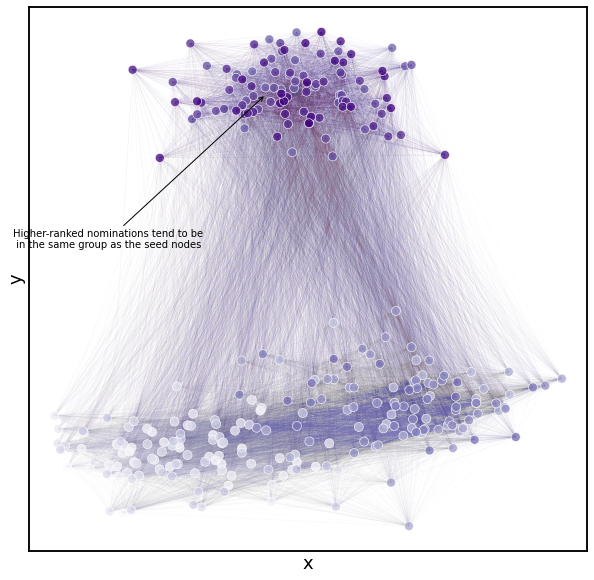 Higher-ranked nominations tend to be
in the same group as the seed nodes
y
x